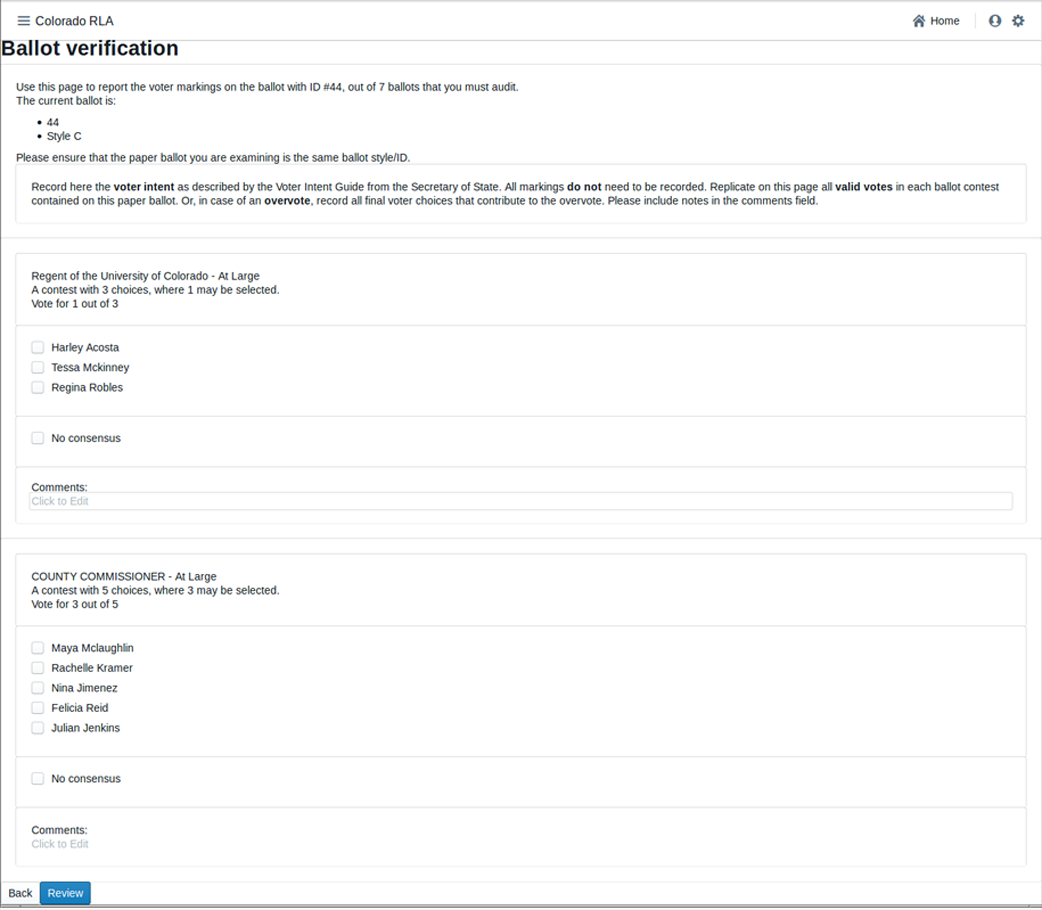 Colorado RLA
Home
Ballot verification
Use this page to report the voter markings on the ballot with ID #44, out of 7 ballots that you must audit.
The current ballot is:
44
Style C
Please ensure that the paper ballot you are examining is the same ballot style/ID.
Record here the voter intent as described by the Voter Intent Guide from the Secretary of State. All markings do not need to be recorded. Replicate on this page all valid votes in each ballot contest
contained on this paper ballot. Or, in case of an overvote, record all final voter choices that contribute to the overvote. Please include notes in the comments field.
Regent of the University of Colorado - At Large
A contest with 3 choices, where 1 may be selected.
Vote for 1 out of 3
Harley Acosta
Tessa Mckinney
Regina Robles
No consensus
Comments:
Click to Edit
COUNTY COMMISSIONER - At Large
A contest with 5 choices, where 3 may be selected.
Vote for 3 out of 5
Maya Mclaughlin
Rachelle Kramer
Nina Jimenez
Felicia Reid
Julian Jenkins
No consensus
Comments:
Click to Edit
Back Review